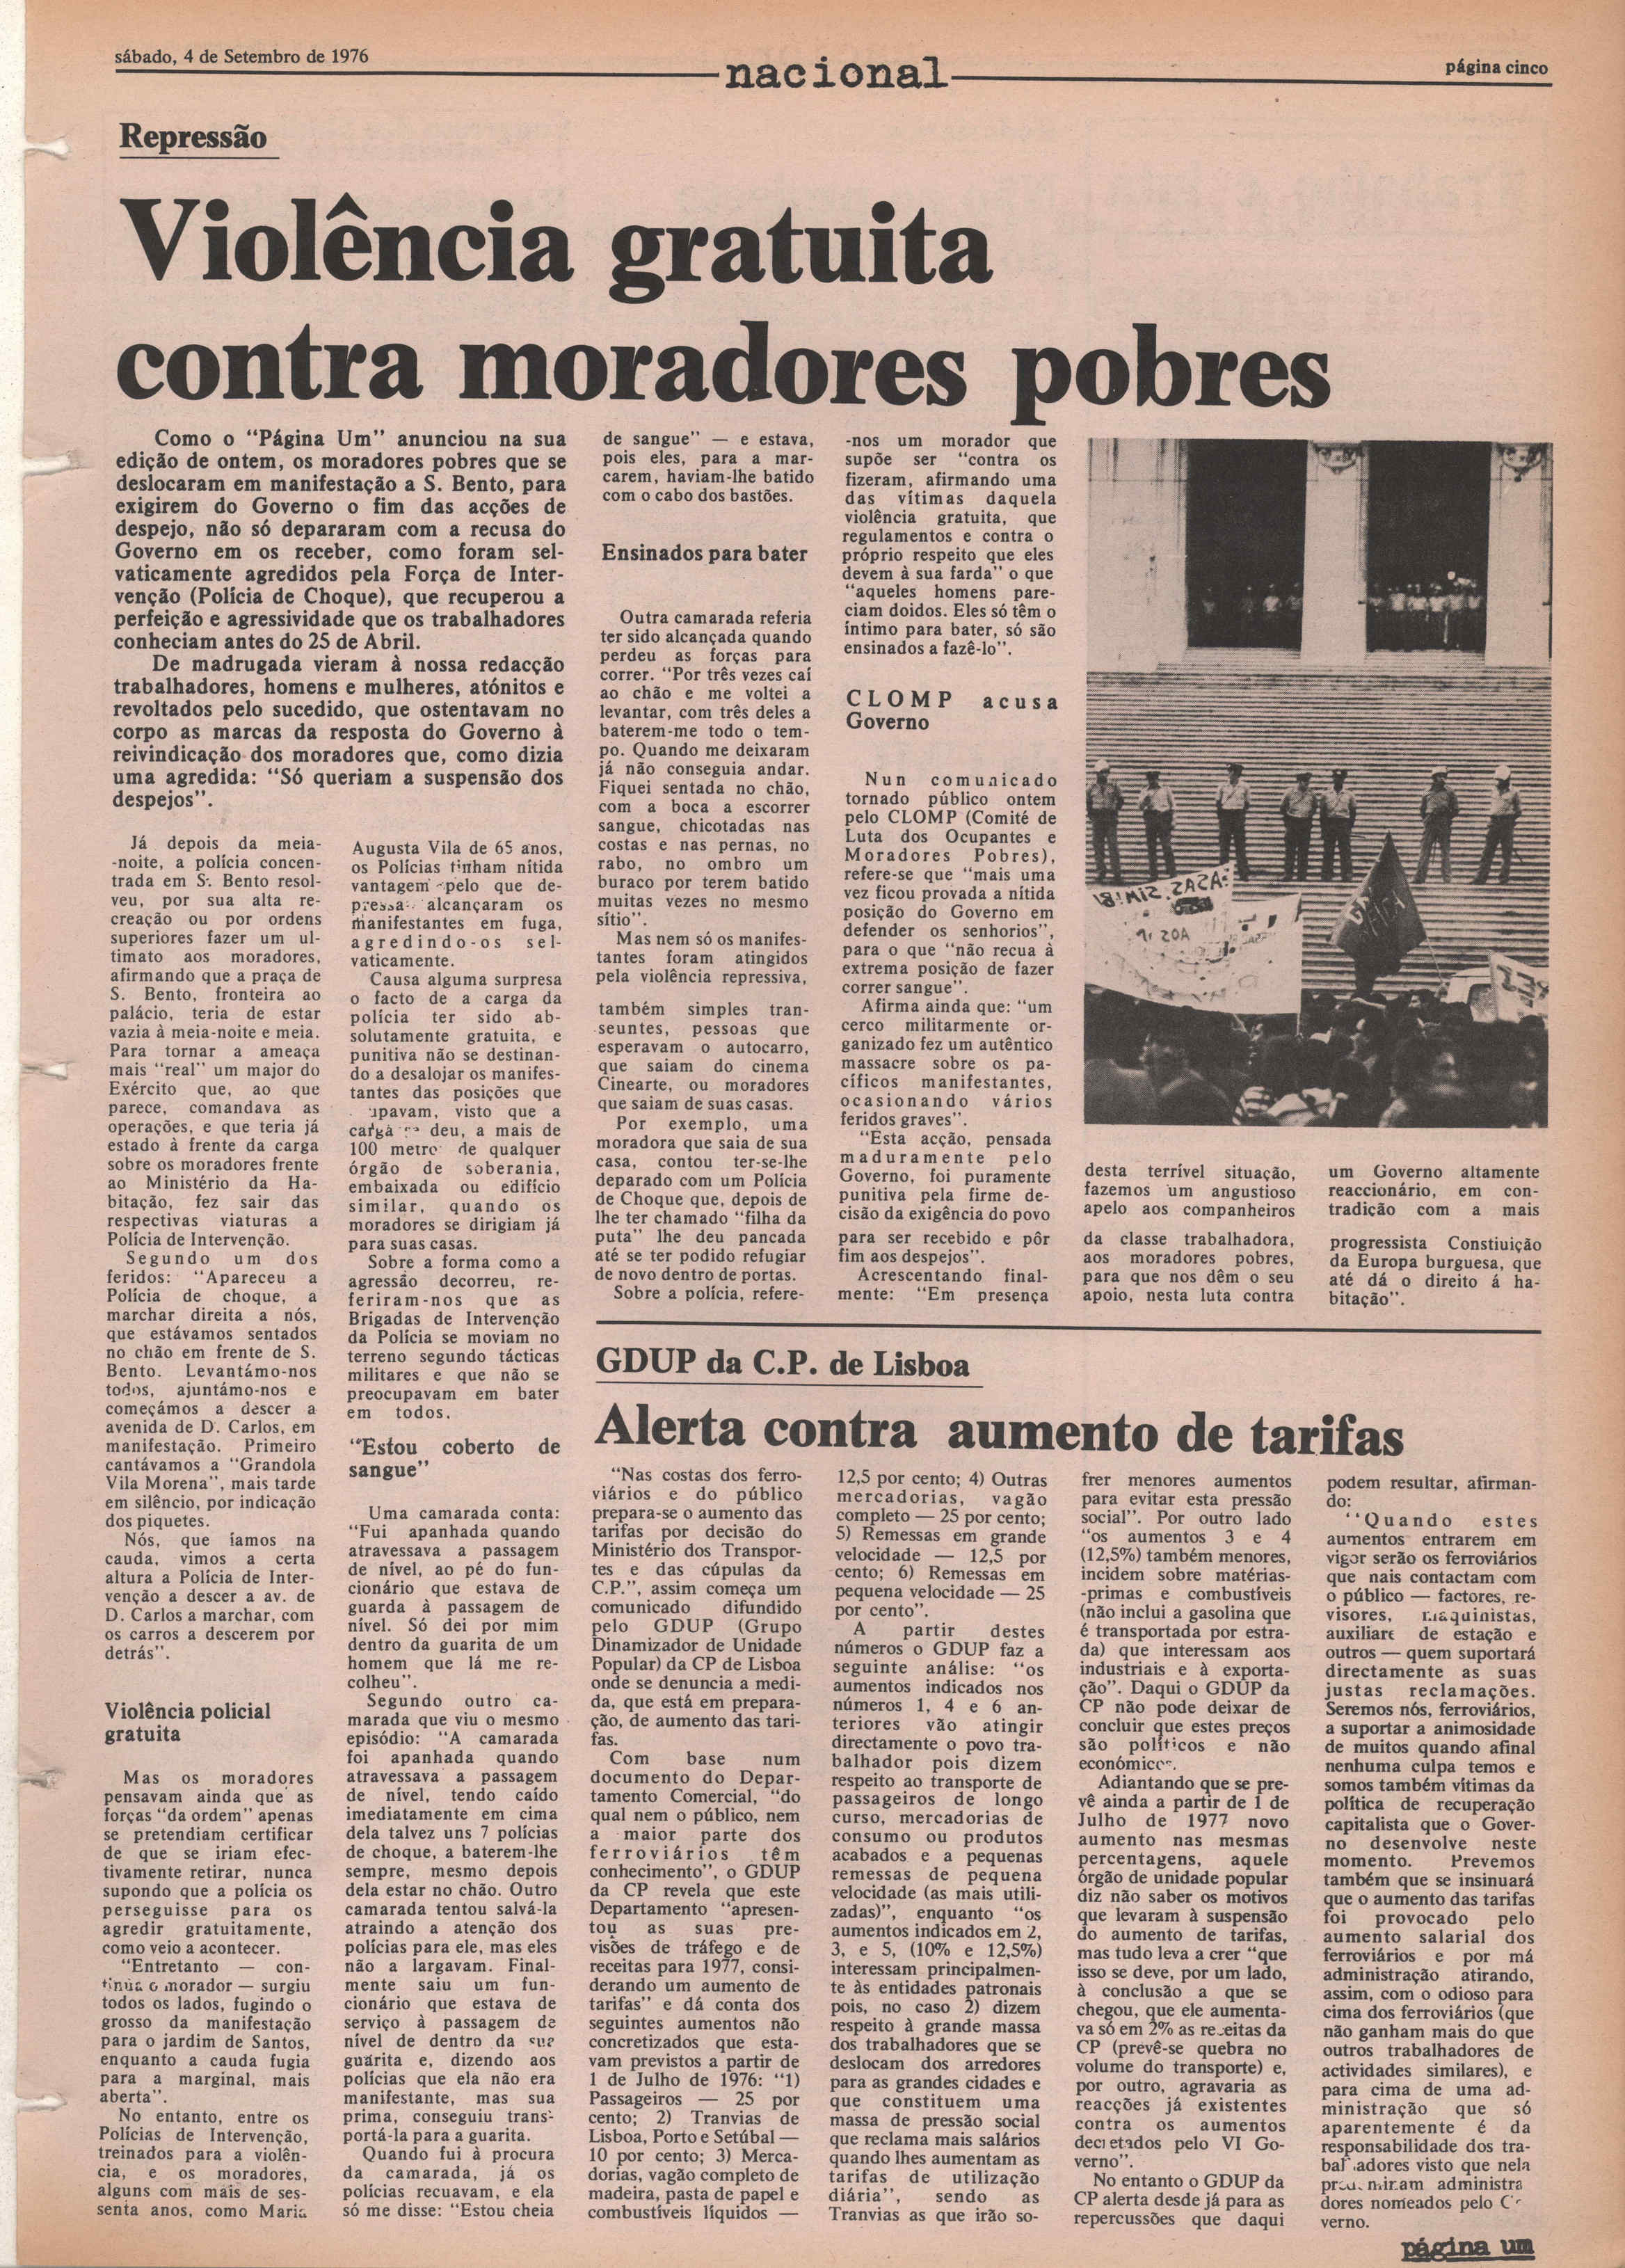 sábado, 4 de Setembro de 1976
nacional
página cinco
Repressão
Violência gratuita
contra moradores pobres
Como o "Página Um" anunciou na sua
edição de ontem, os moradores pobres que se
deslocaram em manifestação a S. Bento, para
exigirem do Governo o fim das acções de
despejo, não só depararam com a recusa do
Governo em os receber, como foram sel-
vaticamente agredidos pela Força de Inter-
venção (Polícia de Choque), que recuperou a
perfeição e agressividade que os trabalhadores
conheciam antes do 25 de Abril.
De madrugada vieram à nossa redacção
trabalhadores, homens e mulheres, atónitos e
revoltados pelo sucedido, que ostentavam no
corpo as marcas da resposta do Governo à
reivindicação dos moradores que, como dizia
uma agredida: "Só queriam a suspensão dos
despejos".
Já depois da meia-
-noite, a polícia concen-
trada em S. Bento resol-
veu, por sua alta re-
creação ou por ordens
superiores fazer um ul-
timato aos moradores,
afirmando que a praça de
S. Bento, fronteira ao
palácio, teria de estar
vazia à meia-noite e meia.
Para tornar a ameaça
mais "real" um major do
Exército que, ao que
parece, comandava as
operações, e que teria já
estado à frente da carga
sobre os moradores frente
ao Ministério da Ha-
bitação, fez sair das
respectivas viaturas a
Polícia de Intervenção.
Segundo um dos
feridos: "Apareceu a
Polícia de choque, a
marchar direita a nós,
que estávamos sentados
no chão em frente de S.
Bento. Levantámo-nos
todos, ajuntámo-nos e
começámos a descer a
avenida de D. Carlos, em
manifestação. Primeiro
cantávamos a "Grandola
Vila Morena", mais tarde
em silêncio, por indicação
dos piquetes.
Nós, que íamos na
cauda, vimos a certa
altura a Polícia de Inter-
venção a descer a av. de
D. Carlos a marchar, com
os carros a descerem por
detrás".
Violência policial
gratuita
Mas os moradores
pensavam ainda que as
forças "da ordem" apenas
se pretendiam certificar
de que se iriam efec-
tivamente retirar, nunca
supondo que a polícia os
perseguisse para os
agredir gratuitamente,
como veio a acontecer.
"Entretanto — con-
tinua o morador — surgiu
todos os lados, fugindo o
grosso da manifestação
para o jardim de Santos,
enquanto a cauda fugia
para a marginal, mais
aberta".
No entanto, entre os
Polícias de Intervenção,
treinados para a violên-
cia, e os moradores,
alguns com mais de ses-
senta anos, como Maria
Augusta Vila de 65 anos,
os Polícias tinham nítida
vantagem pelo que de-
pressa alcançaram os
manifestantes em fuga,
agredindo-os sel-
vaticamente.
Causa alguma surpresa
o facto de a carga da
polícia ter sido ab-
solutamente gratuita, e
punitiva não se destinan-
do a desalojar os manifes-
tantes das posições que
upavam, visto que a
carga se deu, a mais de
100 metros de qualquer
órgão de soberania,
embaixada ou edifício
similar, quando os
moradores se dirigiam já
para suas casas.
Sobre a forma como a
agressão decorreu, re-
feriram-nos que as
Brigadas de Intervenção
da Polícia se moviam no
terreno segundo tácticas
militares e que não se
preocupavam em bater
em todos.
"Estou coberto de
sangue"
Uma camarada conta:
"Fui apanhada quando
atravessava a passagem
de nível, ao pé do fun-
cionário que estava de
guarda à passagem de
nível. Só dei por mim
dentro da guarita de um
homem que lá me re-
colheu".
Segundo outro ca-
marada que viu o mesmo
episódio: "A camarada
foi apanhada quando
atravessava a passagem
de nível, tendo caído
imediatamente em cima
dela talvez uns 7 polícias
de choque, a baterem-lhe
sempre, mesmo depois
dela estar no chão. Outro
camarada tentou salvá-la
atraindo a atenção dos
polícias para ele, mas eles
não a largavam. Final-
mente saiu um fun-
cionário que estava de
serviço à passagem de
nível de dentro da sua
guarita e, dizendo aos
polícias que ela não era
manifestante, mas sua
prima, conseguiu trans-
portá-la para a guarita.
Quando fui à procura
da camarada, já os
polícias recuavam, e ela
só me disse: "Estou cheia
de sangue" — e estava,
pois eles, para a mar-
carem, haviam-lhe batido
com o cabo dos bastões.
Ensinados para bater
Outra camarada referia
ter sido alcançada quando
perdeu as forças para
correr. "Por três vezes caí
ao chão e me voltei a
levantar, com três deles a
baterem-me todo o tem-
po. Quando me deixaram
já não conseguia andar.
Fiquei sentada no chão,
com a boca a escorrer
sangue, chicotadas nas
costas e nas pernas, no
rabo, no ombro um
buraco por terem batido
muitas vezes no mesmo
sítio".
Mas nem só os manifes-
tantes foram atingidos
pela violência repressiva,
também simples tran-
seuntes, pessoas que
esperavam o autocarro,
que saiam do cinema
Cinearte, ou moradores
que saiam de suas casas.
Por exemplo, uma
moradora que saia de sua
casa, contou ter-se-lhe
deparado com um Polícia
de Choque que, depois de
lhe ter chamado "filha da
puta" lhe deu pancada
até se ter podido refugiar
de novo dentro de portas.
Sobre a polícia, refere-
-nos um morador que
supõe ser "contra os
fizeram, afirmando uma
das vítimas daquela
violência gratuita, que
regulamentos e contra o
próprio respeito que eles
devem à sua farda" o que
"aqueles homens pare-
ciam doidos. Eles só têm o
íntimo para bater, só são
ensinados a fazê-lo".
CLOMP acusa
Governo
Nun comunicado
tornado público ontem
pelo CLOMP (Comité de
Luta dos Ocupantes e
Moradores Pobres),
refere-se que "mais uma
vez ficou provada a nítida
posição do Governo em
defender os senhorios",
para o que "não recua à
extrema posição de fazer
correr sangue".
Afirma ainda que: "um
cerco militarmente or-
ganizado fez um autêntico
massacre sobre os pa-
cíficos manifestantes,
ocasionando vários
feridos graves".
"Esta acção, pensada
maduramente pelo
Governo, foi puramente
punitiva pela firme de-
cisão da exigência do povo
para ser recebido e pôr
fim aos despejos".
Acrescentando final-
mente: "Em presença
desta terrível situação,
fazemos um angustioso
apelo aos companheiros
da classe trabalhadora,
aos moradores pobres,
para que nos dêm o seu
apoio, nesta luta contra
um Governo altamente
reaccionário, em con-
tradição com a mais
progressista Constiuição
da Europa burguesa, que
até dá o direito á ha-
bitação".
GDUP da C.P. de Lisboa
Alerta contra aumento de tarifas
"Nas costas dos ferro-
viários e do público
prepara-se o aumento das
tarifas por decisão do
Ministério dos Transpor-
tes e das cúpulas da
C.P.", assim começa um
comunicado difundido
pelo GDUP (Grupo
Dinamizador de Unidade
Popular) da CP de Lisboa
onde se denuncia a medi-
da, que está em prepara-
ção, de aumento das tari-
fas.
Com base num
documento do Depar-
tamento Comercial, "do
qual nem o público, nem
a maior parte dos
ferroviários têm
conhecimento", o GDUP
da CP revela que este
Departamento "apresen-
tou as suas pre-
visões de tráfego e de
receitas para 1977, consi-
derando um aumento de
tarifas" e dá conta dos
seguintes aumentos não
concretizados que esta-
vam previstos a partir de
1 de Julho de 1976: "1)
Passageiros — 25 por
cento; 2) Tranvias de
Lisboa, Porto e Setúbal —
10 por cento; 3) Merca-
dorias, vagão completo de
madeira, pasta de papel e
combustíveis líquidos —
12,5 por cento; 4) Outras
mercadorias, vagão
completo — 25 por cento;
5) Remessas em grande
velocidade — 12,5 por
cento; 6) Remessas em
pequena velocidade — 25
por cento".
A partir destes
números o GDUP faz a
seguinte análise: "os
aumentos indicados nos
números 1, 4 e 6 an-
teriores vão atingir
directamente o povo tra-
balhador pois dizem
respeito ao transporte de
passageiros de longo
curso, mercadorias de
consumo ou produtos
acabados e a pequenas
remessas de pequena
velocidade (as mais utili-
zadas)", enquanto "os
aumentos indicados em 2,
3, e 5, (10% e 12,5%)
interessam principalmen-
te às entidades patronais
pois, no caso 2) dizem
respeito à grande massa
dos trabalhadores que se
deslocam dos arredores
para as grandes cidades e
que constituem uma
massa de pressão social
que reclama mais salários
quando lhes aumentam as
tarifas de utilização
diária", sendo as
Tranvias as que irão so-
frer menores aumentos
para evitar esta pressão
social". Por outro lado
"os aumentos 3 e 4
(12,5%) também menores,
incidem sobre matérias-
-primas e combustíveis
(não inclui a gasolina que
é transportada por estra-
da) que interessam aos
industriais e à exporta-
ção". Daqui o GDUP da
CP não pode deixar de
concluir que estes preços
são políticos e não
económicos.
Adiantando que se pre-
vê ainda a partir de 1 de
Julho de 1977 novo
aumento nas mesmas
percentagens, aquele
órgão de unidade popular
diz não saber os motivos
que levaram à suspensão
do aumento de tarifas,
mas tudo leva a crer "que
isso se deve, por um lado,
à conclusão a que se
chegou, que ele aumenta-
va só em 2% as receitas da
CP (prevê-se quebra no
volume do transporte) e,
por outro, agravaria as
reacções já existentes
contra os aumentos
decretados pelo VI Go-
verno".
No entanto o GDUP da
CP alerta desde já para as
repercussões que daqui
podem resultar, afirman-
do:
"Quando estes
aumentos entrarem em
vigor serão os ferroviários
que nais contactam com
o público — factores, re-
visores, maquinistas,
auxiliare de estação e
outros — quem suportará
directamente as suas
justas reclamações.
Seremos nós, ferroviários,
a suportar a animosidade
de muitos quando afinal
nenhuma culpa temos e
somos também vítimas da
política de recuperação
capitalista que o Gover-
no desenvolve neste
momento. Prevemos
também que se insinuará
que o aumento das tarifas
foi provocado pelo
aumento salarial dos
ferroviários e por má
administração atirando,
assim, com o odioso para
cima dos ferroviários (que
não ganham mais do que
outros trabalhadores de
actividades similares), e
para cima de uma ad-
ministração que só
aparentemente é da
responsabilidade dos tra-
balhadores visto que nela
predominam administra
dores nomeados pelo Go
verno.
página um